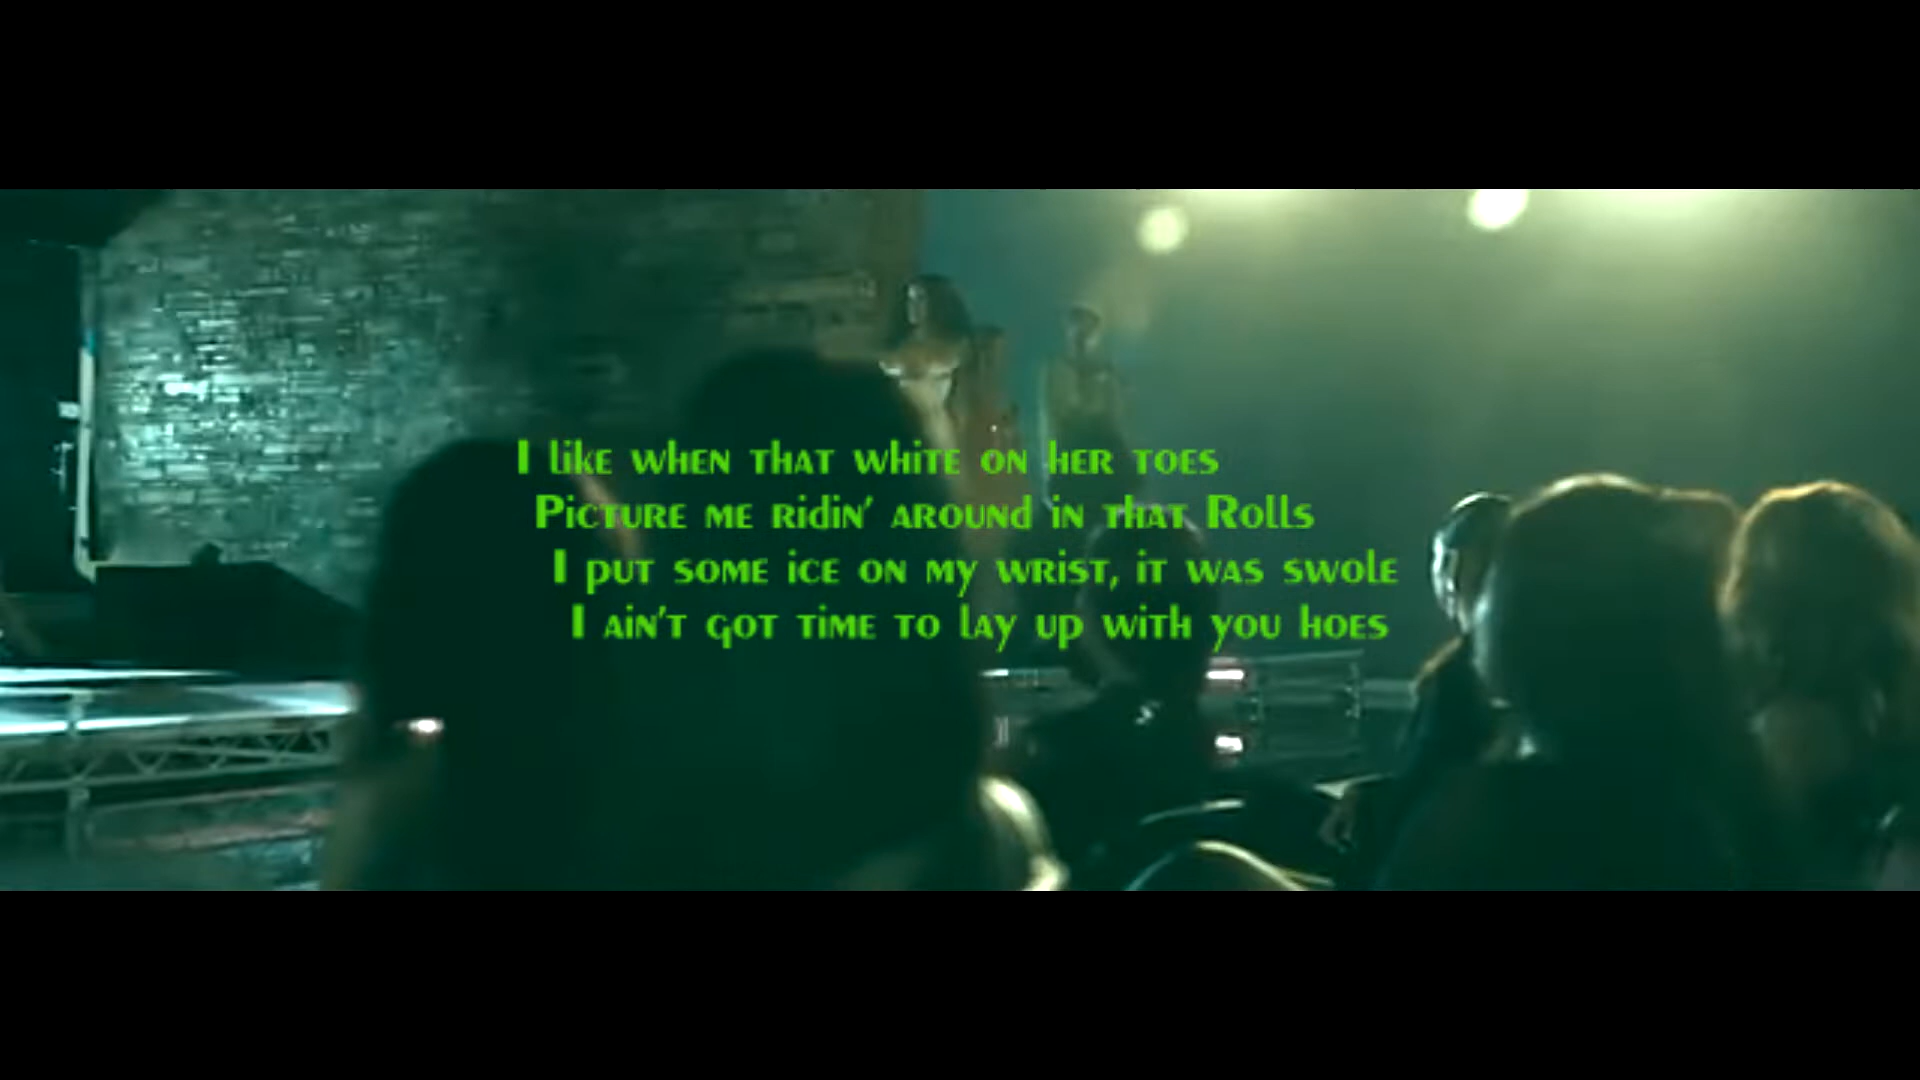 I like when that white on her toes
Picture me ridin' around in that Rolls
I put some ice on my wrist, it was swole
I ain't got time to lay up with you hoes